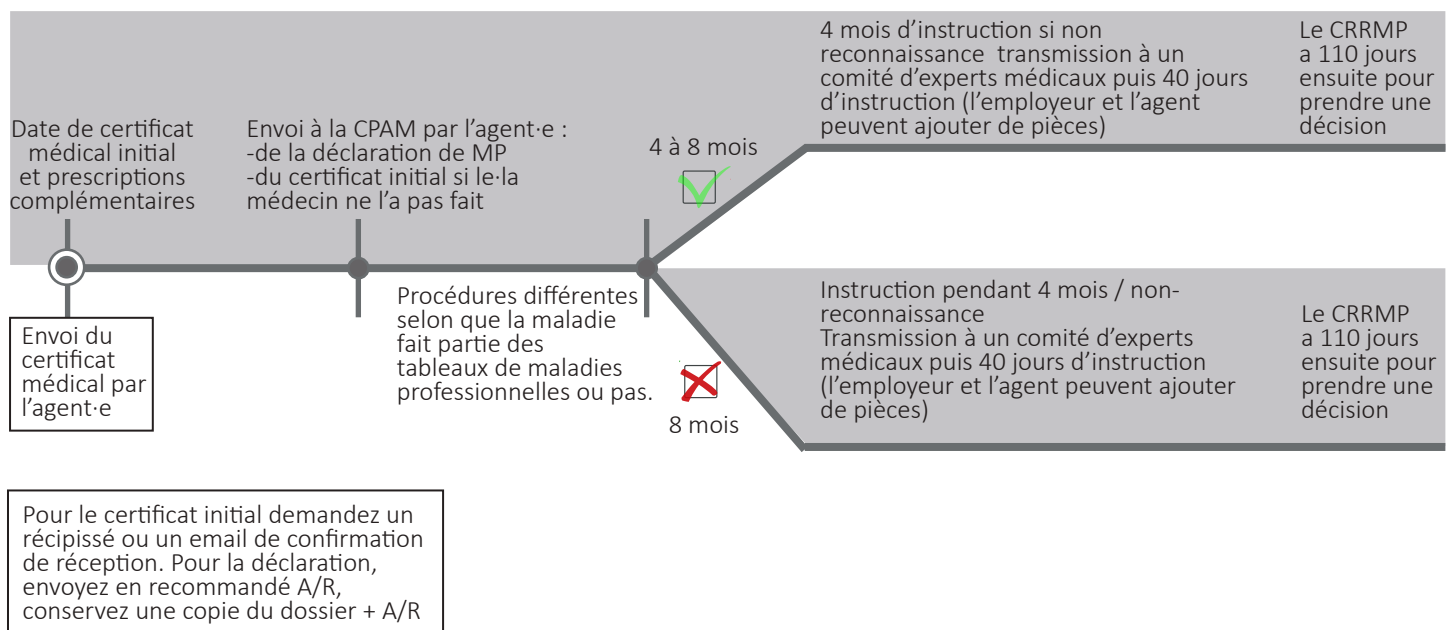 Date de certificat
médical initial
et prescriptions
complémentaires
Envoi à la CPAM par l'agent·e :
-de la déclaration de MP
-du certificat initial si le·la
médecin ne l'a pas fait
4 à 8 mois
4 mois d'instruction si non
reconnaissance  transmission à un
comité d'experts médicaux puis 40 jours
d'instruction (l'employeur et l'agent
peuvent ajouter de pièces)
Le CRRMP
a 110 jours
ensuite pour
prendre une
décision
Envoi du
certificat
médical par
l'agent·e
Procédures différentes
selon que la maladie
fait partie des
tableaux de maladies
professionnelles ou pas.
8 mois
Instruction pendant 4 mois / non-
reconnaissance
Transmission à un comité d'experts
médicaux puis 40 jours d'instruction
(l'employeur et l'agent peuvent ajouter
de pièces)
Le CRRMP
a 110 jours
ensuite pour
prendre une
décision
Pour le certificat initial demandez un
récipissé ou un email de confirmation
de réception. Pour la déclaration,
envoyez en recommandé A/R,
conservez une copie du dossier + A/R